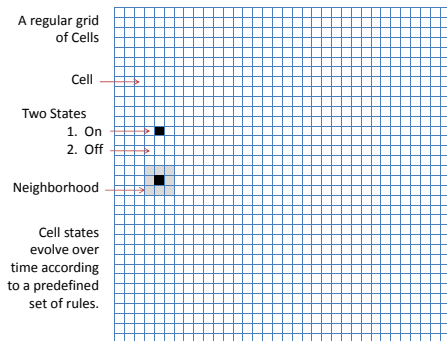 A regular grid
of Cells
Cell
Two States
1. On
2. Off
Neighborhood
Cell states
evolve over
time according
to a predefined
set of rules.